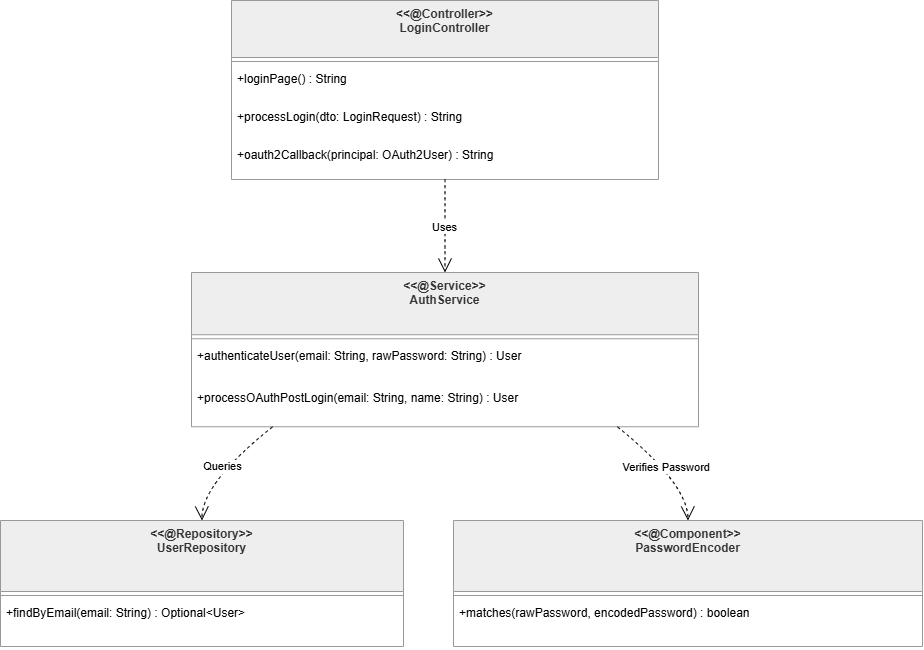 <<@Controller>>
LoginController
+loginPage() : String
+processLogin(dto: LoginRequest) : String
+oauth2Callback(principal: OAuth2User) : String
Uses
<<@Service>>
AuthService
+authenticateUser(email: String, rawPassword: String) : User
+processOAuthPostLogin(email: String, name: String) : User
Queries
Verifies Password
<<@Repository>>
UserRepository
+findByEmail(email: String) : Optional<User>
<<@Component>>
PasswordEncoder
+matches(rawPassword, encodedPassword) : boolean